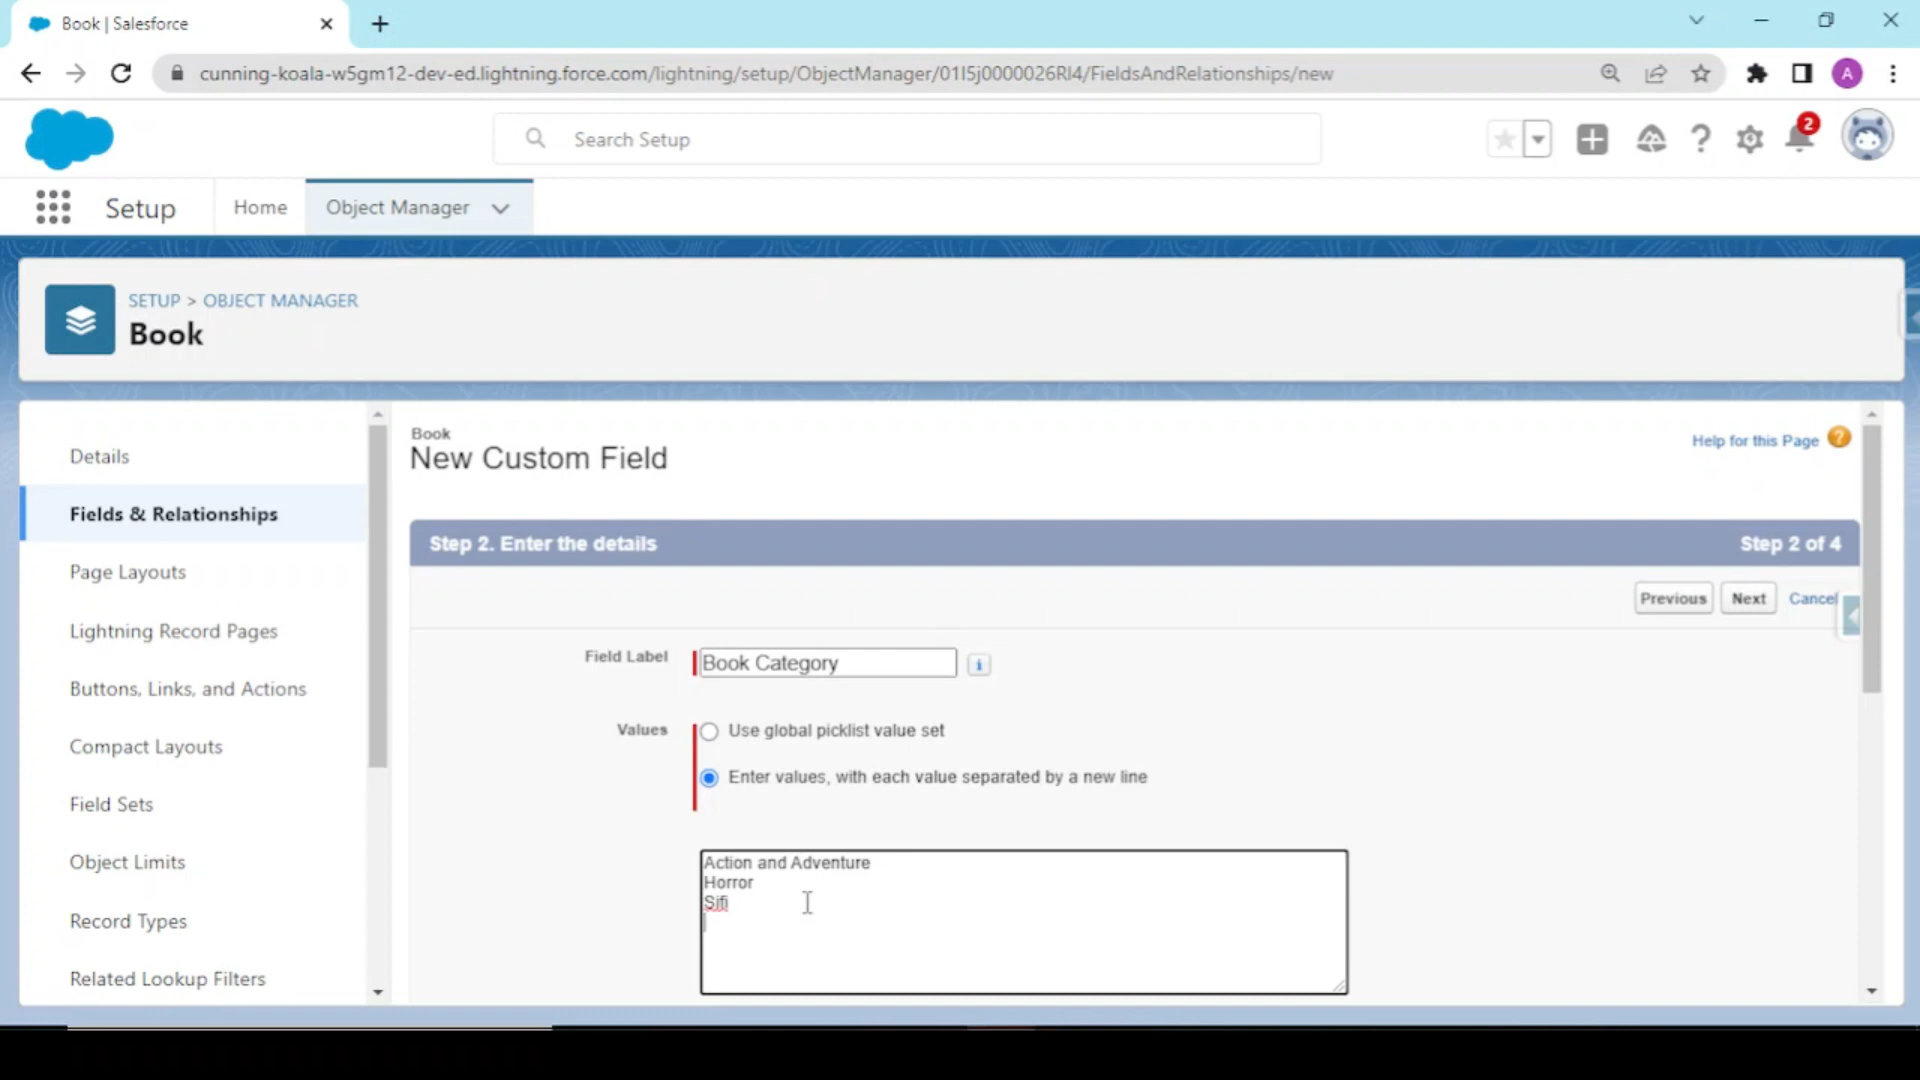 Book | Salesforce
cunning-koala-w5gm12-dev-ed.lightning.force.com/lightning/setup/ObjectManager/01I5j0000026RI4/FieldsAndRelationships/new
A
Search Setup
2
Setup
Home
Object Manager
SETUP > OBJECT MANAGER
Book
Details
Fields & Relationships
Page Layouts
Lightning Record Pages
Buttons, Links, and Actions
Compact Layouts
Field Sets
Object Limits
Record Types
Related Lookup Filters
Book
New Custom Field
Help for this Page ?
Step 2. Enter the details
Step 2 of 4
Previous
Next
Cancel
Field Label
Book Category
i
Values
Use global picklist value set
Enter values, with each value separated by a new line
Action and Adventure
Horror
Sifi